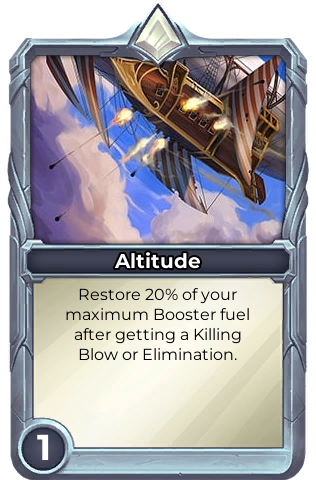 Altitude
Restore 20% of your
maximum Booster fuel
after getting a Killing
Blow or Elimination.
1